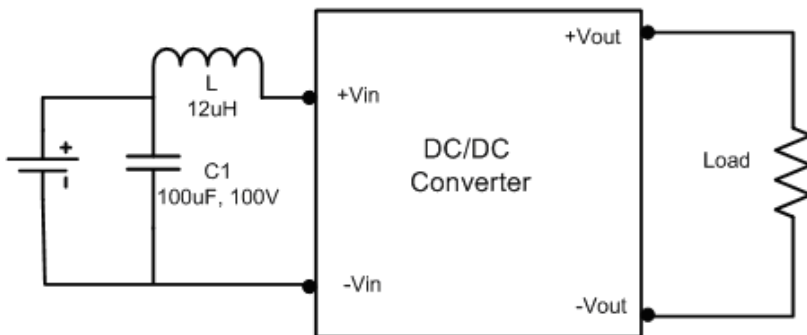 L
12uH
+
-
C1
100uF, 100V
+Vin
-Vin
DC/DC
Converter
+Vout
-Vout
Load